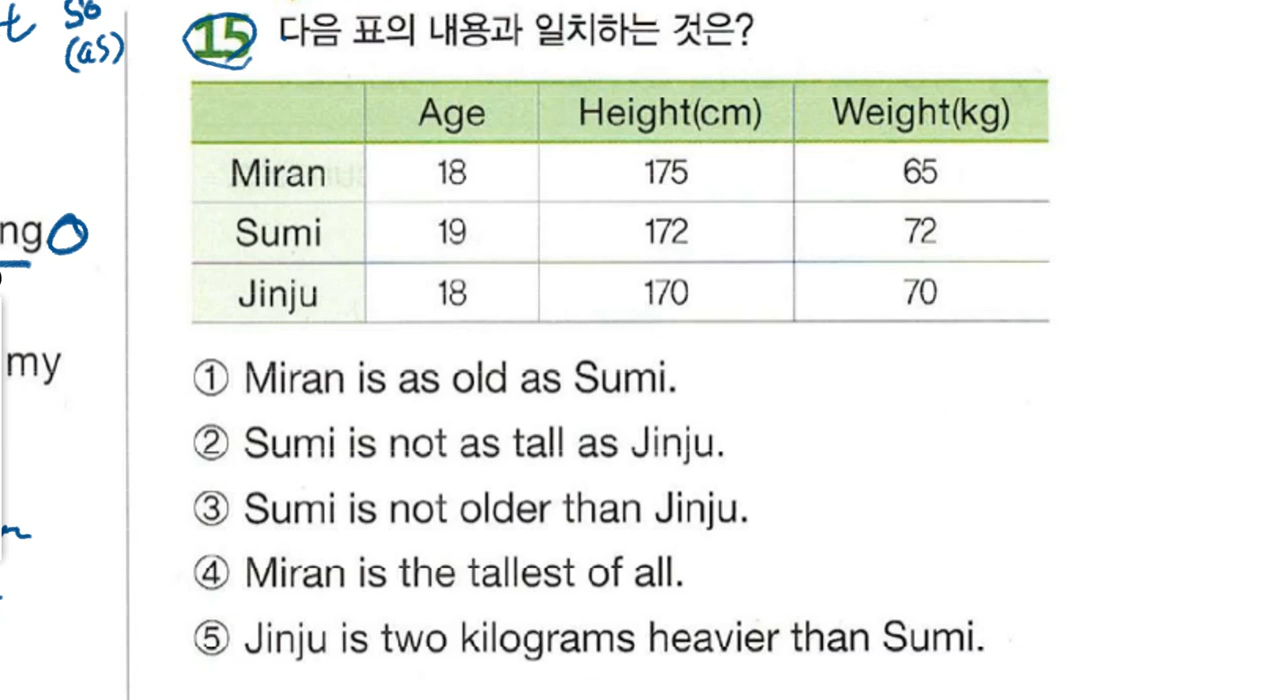 t so
(as)
ng
my
15 다음 표의 내용과 일치하는 것은?
Age Height(cm) Weight(kg)
Miran 18 175 65
Sumi 19 172 72
Jinju 18 170 70
① Miran is as old as Sumi.
② Sumi is not as tall as Jinju.
③ Sumi is not older than Jinju.
④ Miran is the tallest of all.
⑤ Jinju is two kilograms heavier than Sumi.